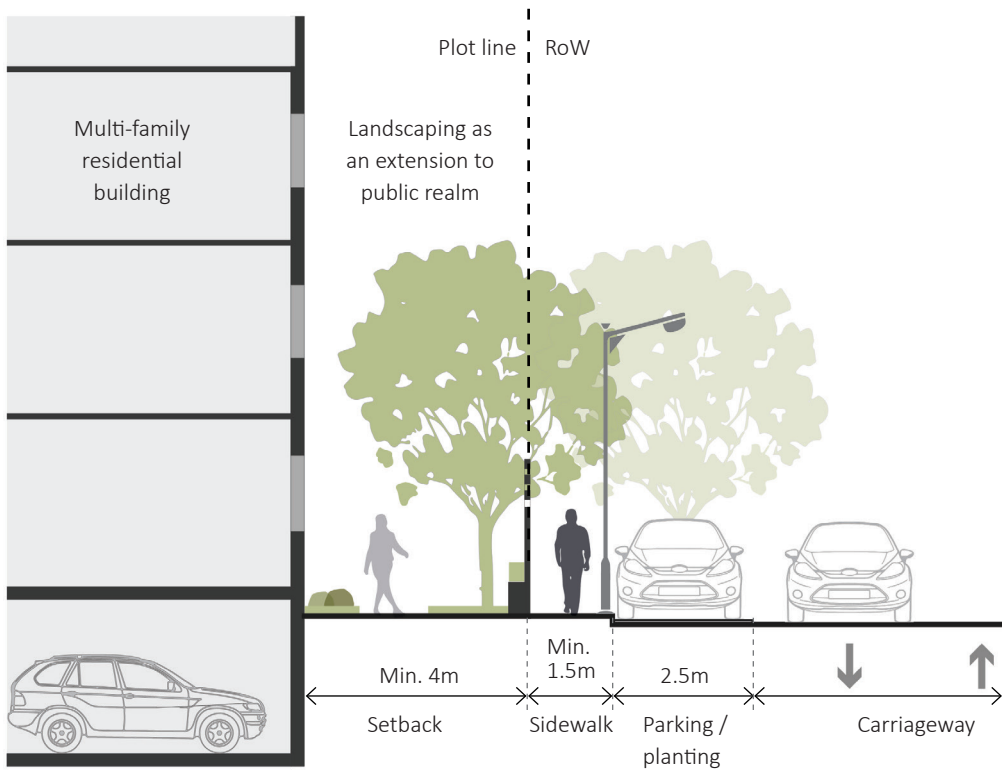 Plot line
RoW
Multi-family
residential
building
Landscaping as
an extension to
public realm
Min. 4m
Min.
1.5m
2.5m
Setback
Sidewalk
Parking /
planting
Carriageway